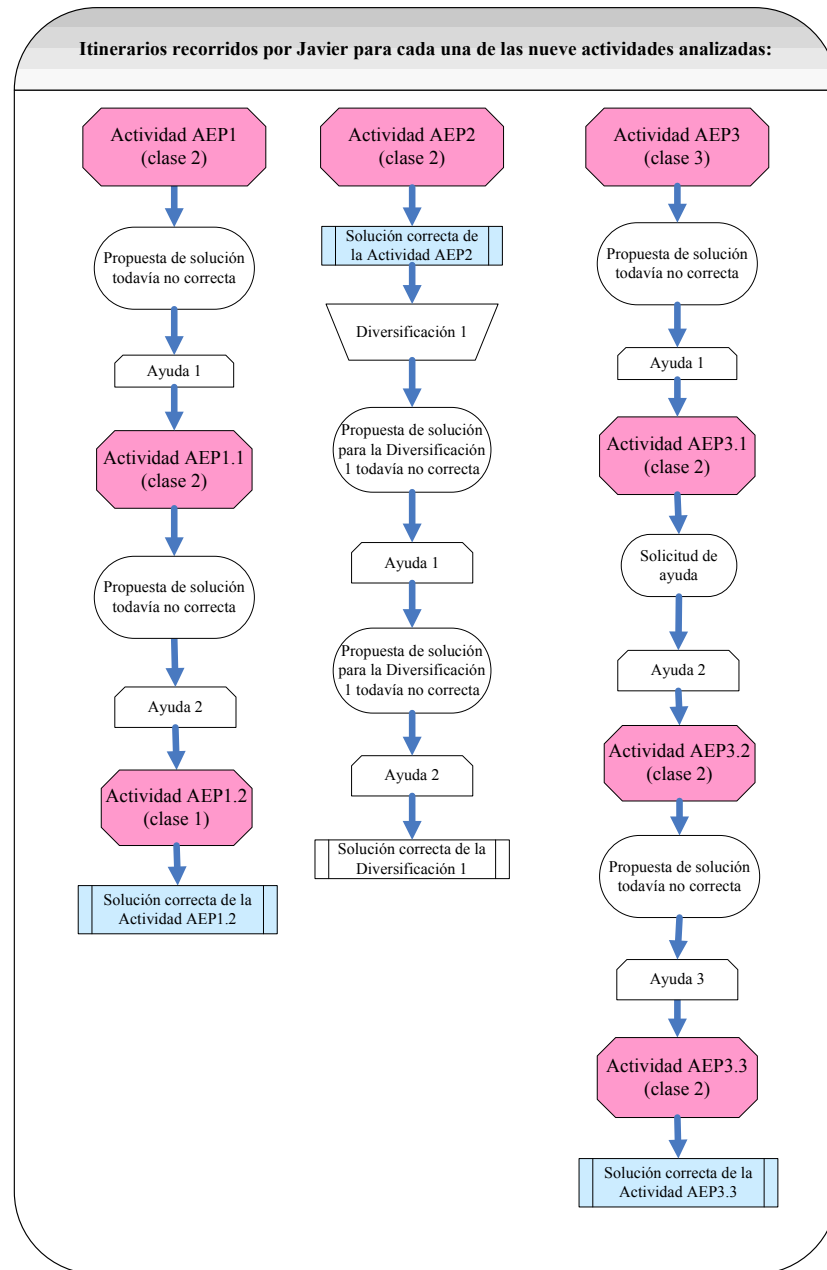 Itinerarios recorridos por Javier para cada una de las nueve actividades analizadas:
Actividad AEP1
(clase 2)
Propuesta de solución
todavía no correcta
Ayuda 1
Actividad AEP1.1
(clase 2)
Propuesta de solución
todavía no correcta
Ayuda 2
Actividad AEP1.2
(clase 1)
Solución correcta de la
Actividad AEP1.2
Actividad AEP2
(clase 2)
Solución correcta de
la Actividad AEP2
Diversificación 1
Propuesta de solución
para la Diversificación
1 todavía no correcta
Ayuda 1
Propuesta de solución
para la Diversificación
1 todavía no correcta
Ayuda 2
Solución correcta de la
Diversificación 1
Actividad AEP3
(clase 3)
Propuesta de solución
todavía no correcta
Ayuda 1
Actividad AEP3.1
(clase 2)
Solicitud de
ayuda
Ayuda 2
Actividad AEP3.2
(clase 2)
Propuesta de solución
todavía no correcta
Ayuda 3
Actividad AEP3.3
(clase 2)
Solución correcta de la
Actividad AEP3.3